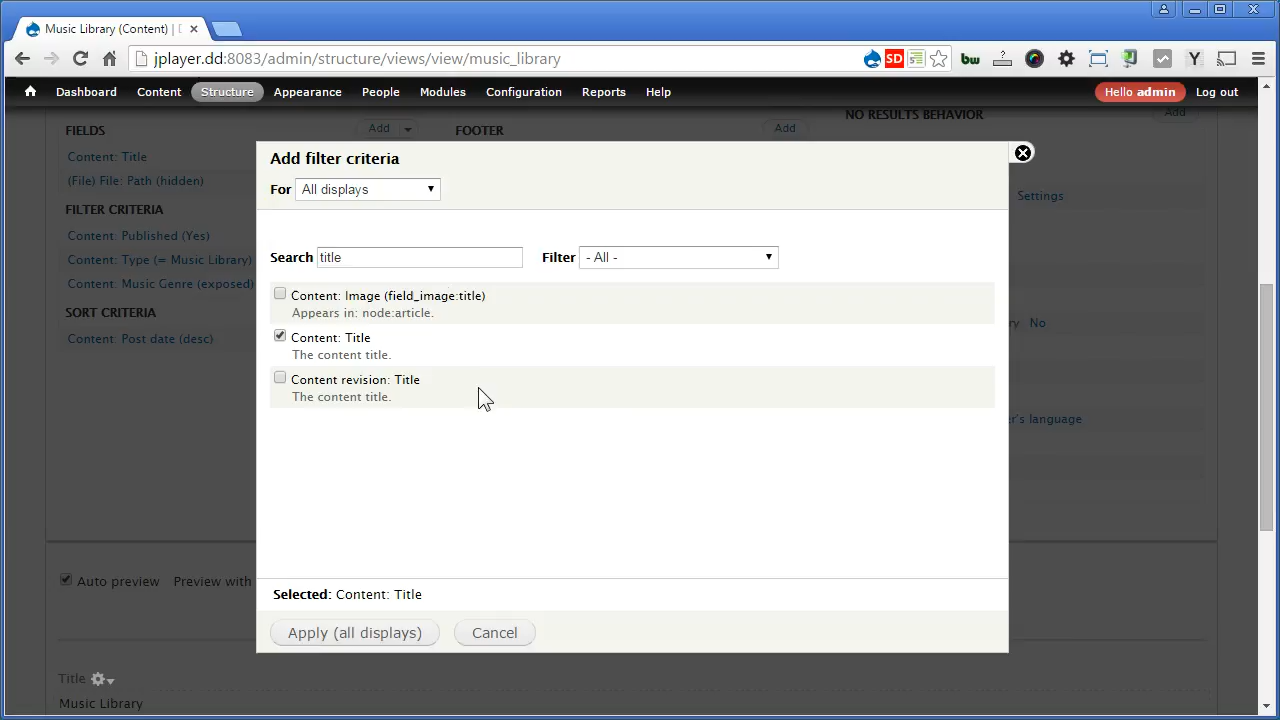 Music Library (Content) | D
jplayer.dd:8083/admin/structure/views/view/music_library
SD
bw
Y
Dashboard Content Structure Appearance People Modules Configuration Reports Help
Hello admin Log out
FIELDS Add
Content: Title
(File) File: Path (hidden)
FILTER CRITERIA
Content: Published (Yes)
Content: Type (= Music Library)
Content: Music Genre (exposed)
SORT CRITERIA
Content: Post date (desc)
FOOTER Add
NO RESULTS BEHAVIOR Add
Settings
No
's language
Add filter criteria
For All displays
Search title Filter - All -
Content: Image (field_image:title)
Appears in: node:article.
Content: Title
The content title.
Content revision: Title
The content title.
Selected: Content: Title
Apply (all displays) Cancel
Auto preview Preview with
Title
Music Library